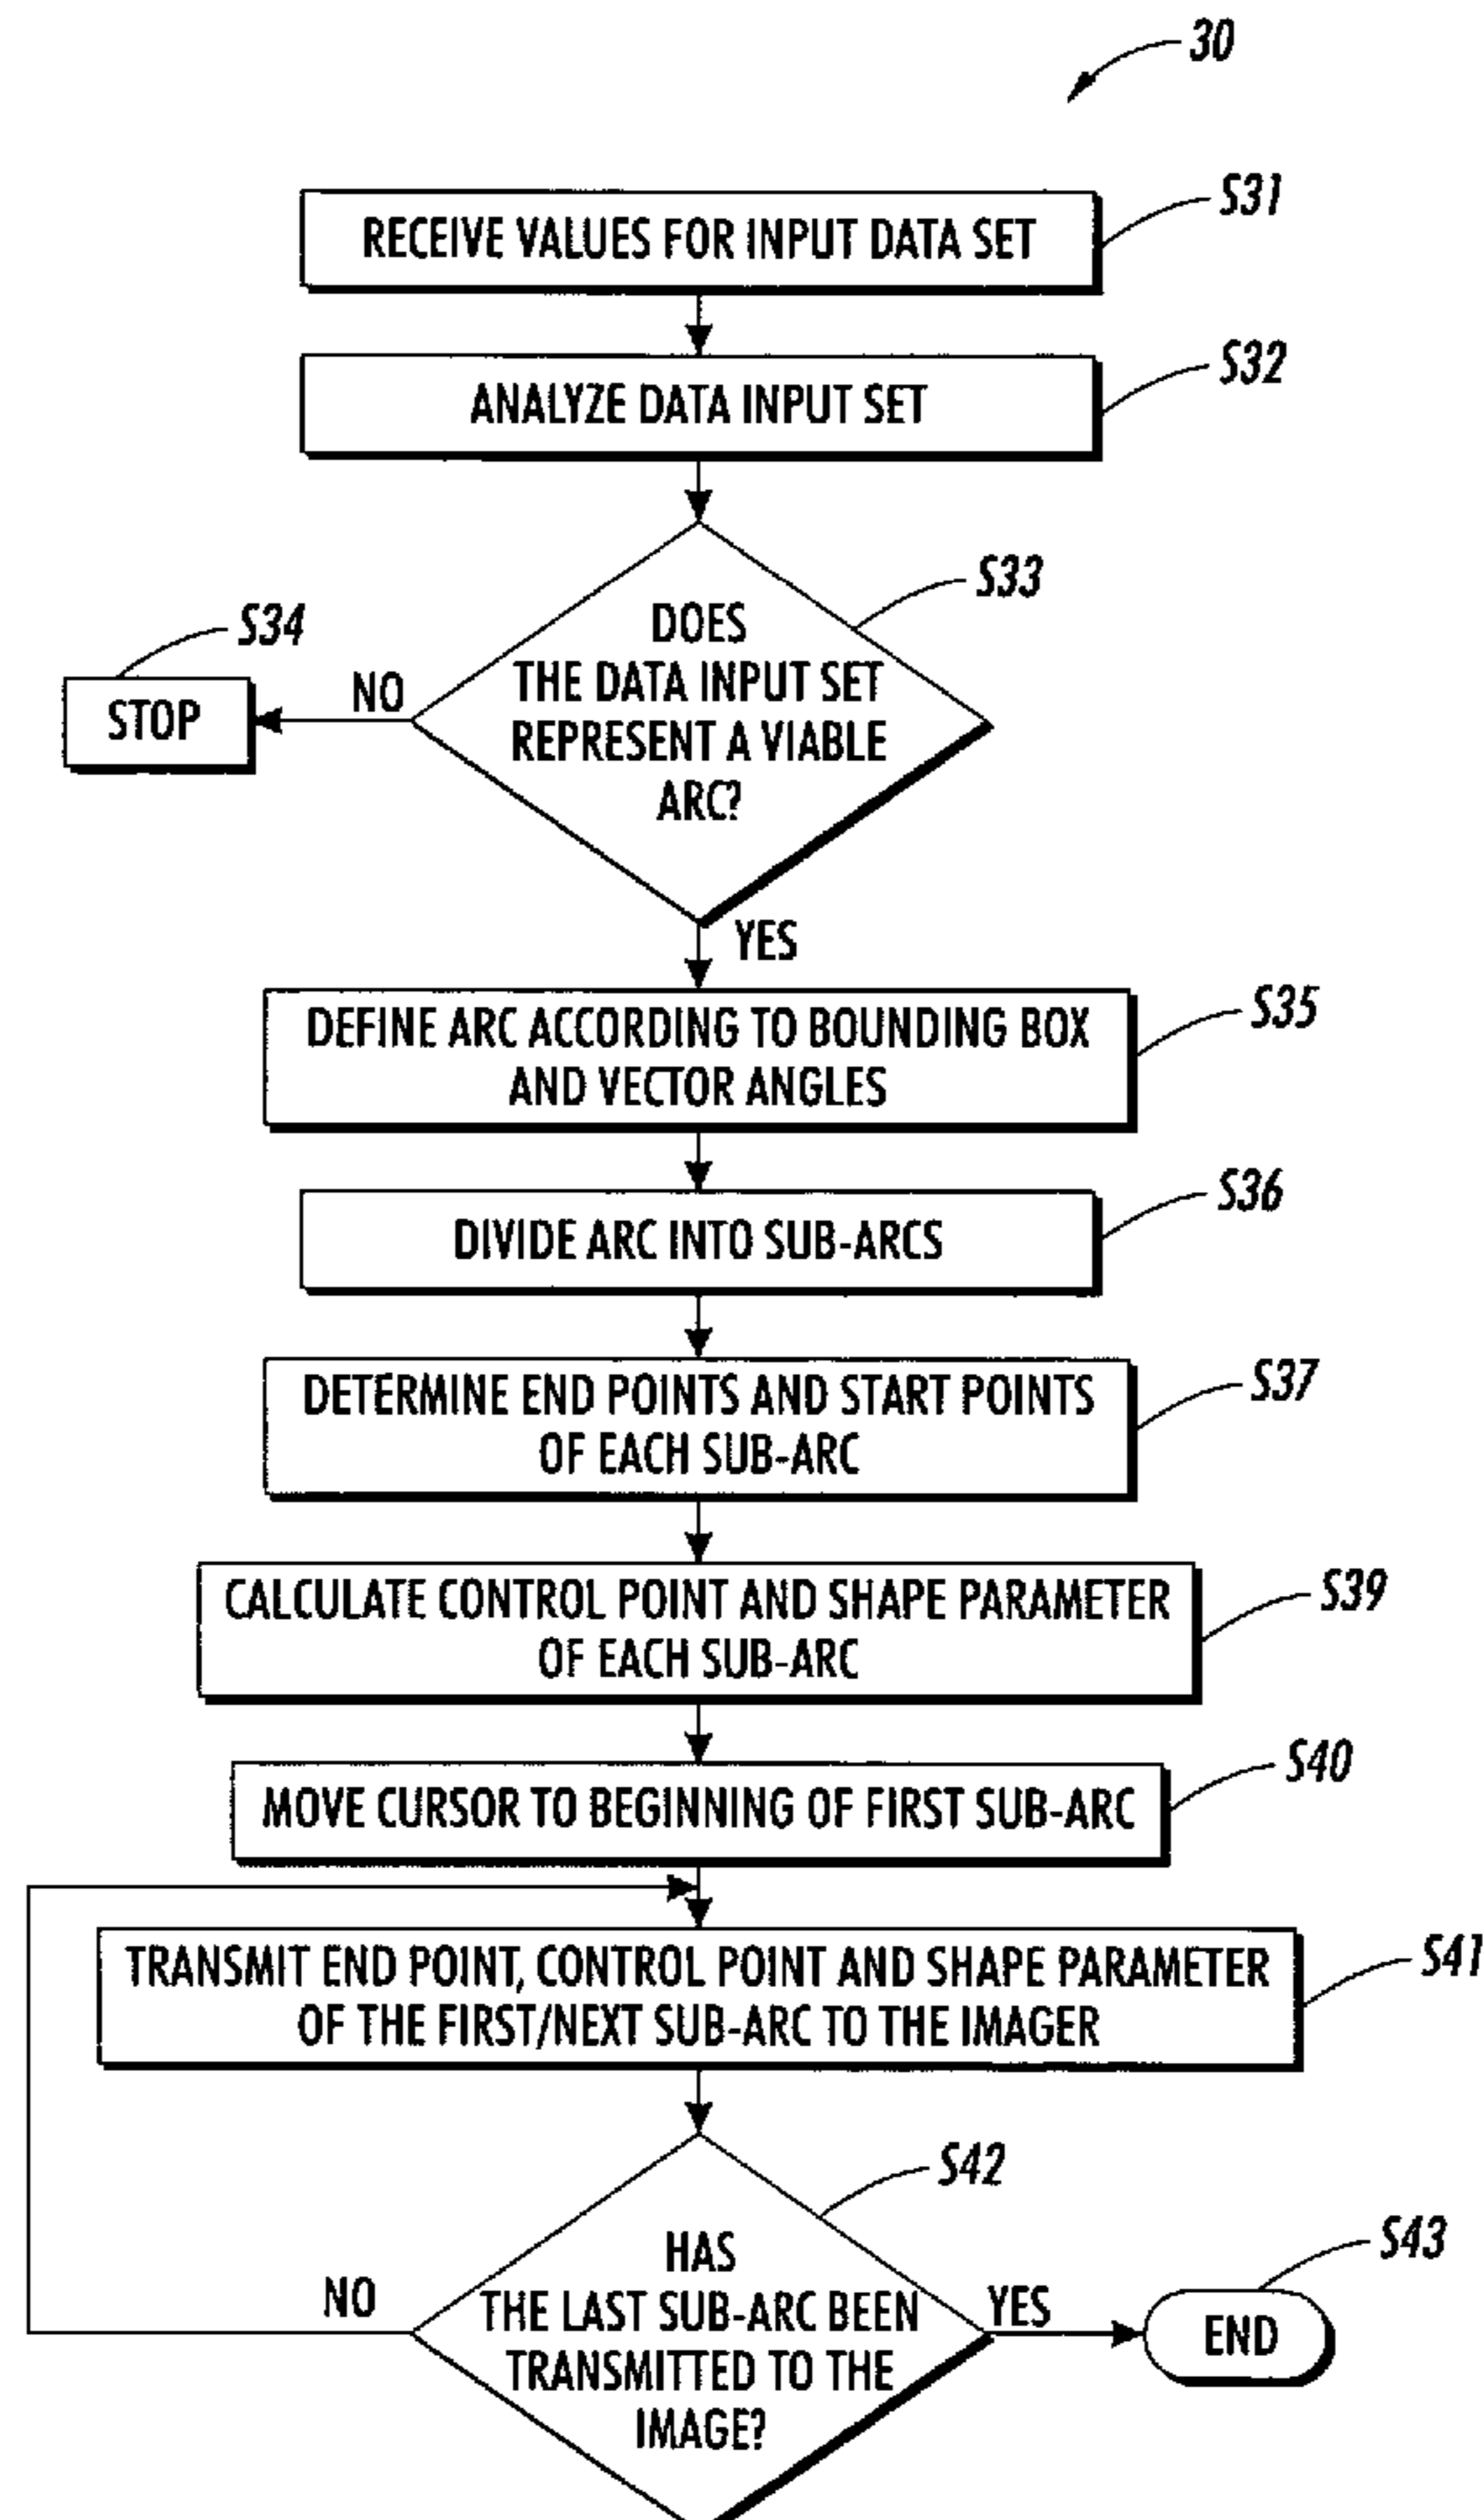 30
S31
RECEIVE VALUES FOR INPUT DATA SET
S32
ANALYZE DATA INPUT SET
S33
DOES
THE DATA INPUT SET
REPRESENT A VIABLE
ARC?
S34
NO
STOP
YES
S35
DEFINE ARC ACCORDING TO BOUNDING BOX
AND VECTOR ANGLES
S36
DIVIDE ARC INTO SUB-ARCS
S37
DETERMINE END POINTS AND START POINTS
OF EACH SUB-ARC
S39
CALCULATE CONTROL POINT AND SHAPE PARAMETER
OF EACH SUB-ARC
S40
MOVE CURSOR TO BEGINNING OF FIRST SUB-ARC
S41
TRANSMIT END POINT, CONTROL POINT AND SHAPE PARAMETER
OF THE FIRST/NEXT SUB-ARC TO THE IMAGER
S42
HAS
THE LAST SUB-ARC BEEN
TRANSMITTED TO THE
IMAGE?
NO
YES
S43
END